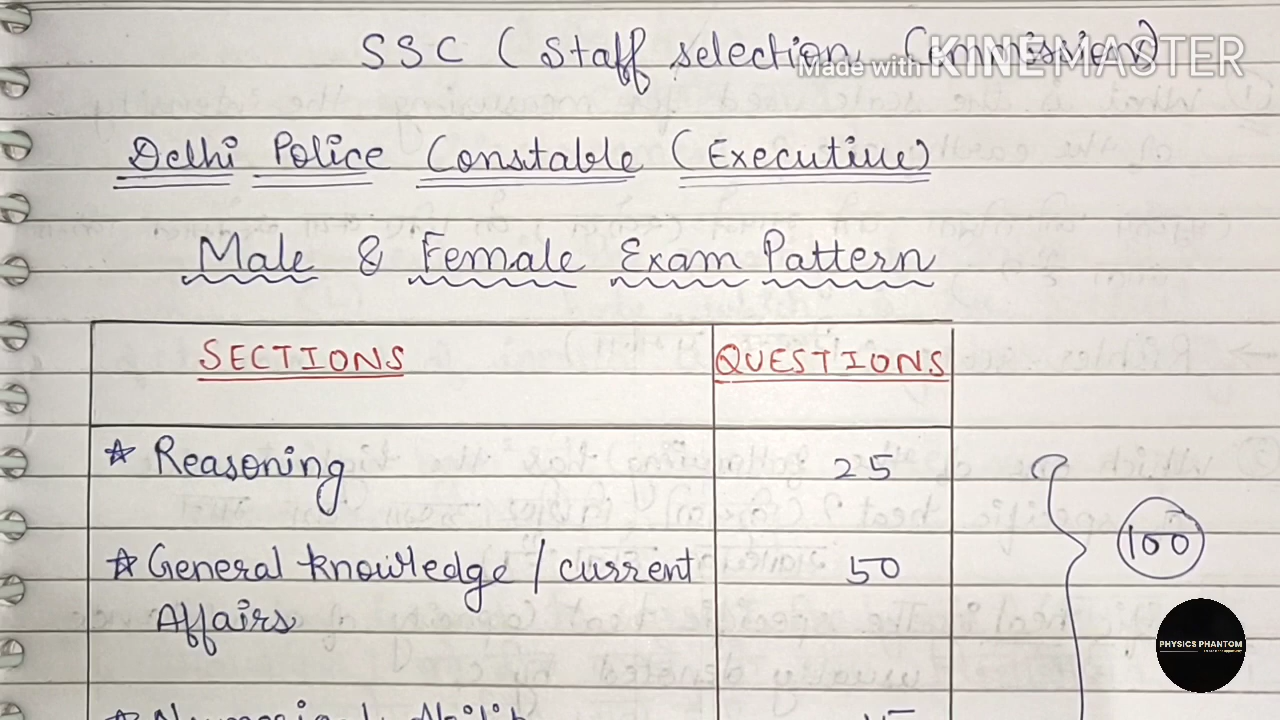 SSC (Staff selection Commission)
Made with KINEMASTER
Delhi Police Constable (Executive)
Male & Female Exam Pattern
SECTIONS QUESTIONS
☆ Reasoning 25
☆ General knowledge / current 50
Affairs
100
PHYSICS PHANTOM